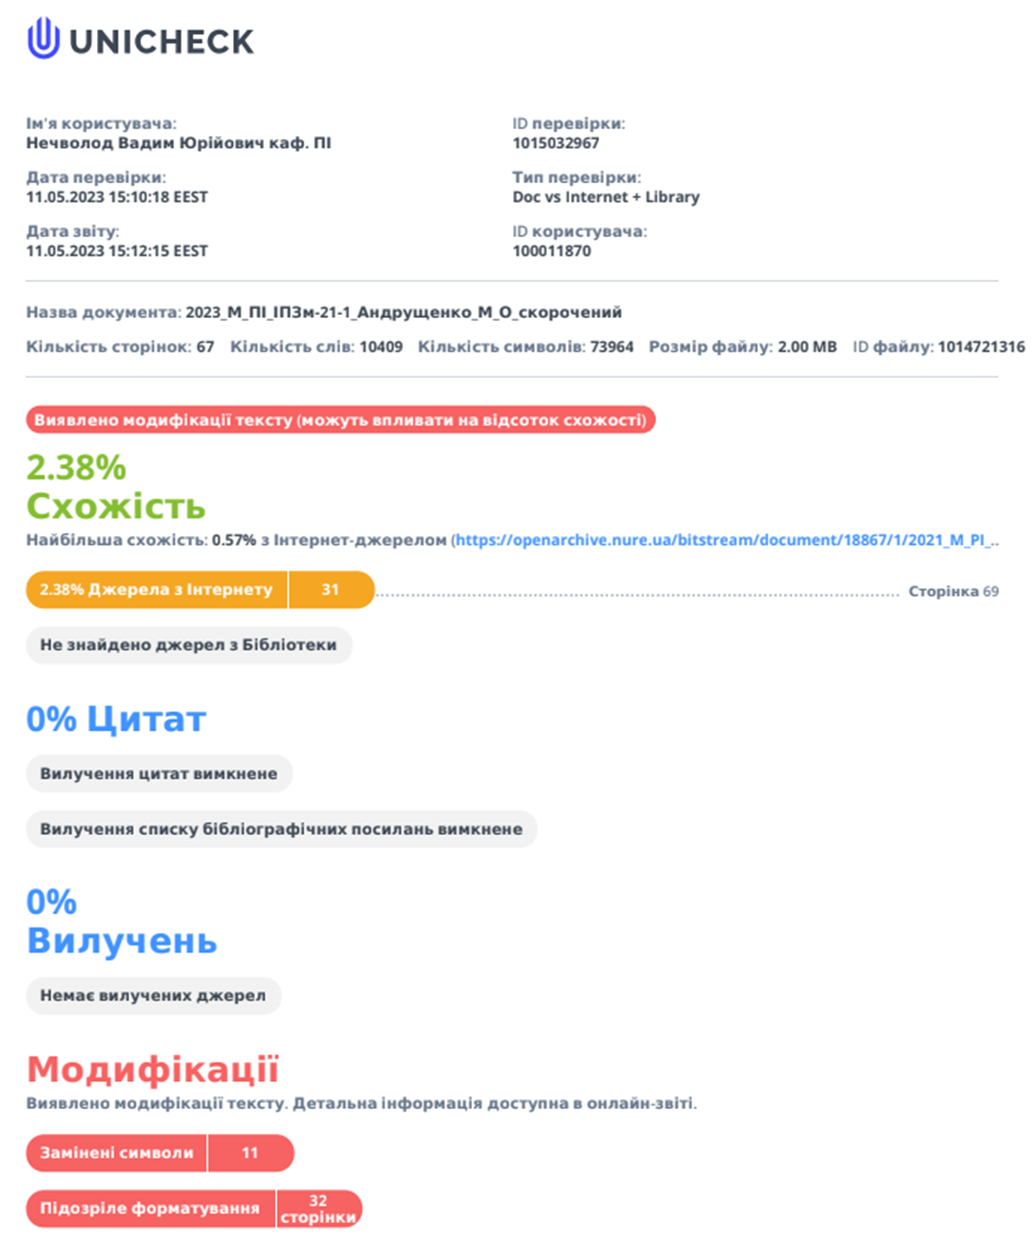 UNICHECK
Ім'я користувача:
Нечволод Вадим Юрійович каф. ПІ
ID перевірки:
1015032967
Дата перевірки:
11.05.2023 15:10:18 EEST
Тип перевірки:
Doc vs Internet + Library
Дата звіту:
11.05.2023 15:12:15 EEST
ID користувача:
100011870
Назва документа: 2023_М_ПІ_ІПЗм-21-1_Андрущенко_М_О_скорочений
Кількість сторінок: 67 Кількість слів: 10409 Кількість символів: 73964 Розмір файлу: 2.00 MB ID файлу: 1014721316
Виявлено модифікації тексту (можуть впливати на відсоток схожості)
2.38%
Схожість
Найбільша схожість: 0.57% з Інтернет-джерелом (https://openarchive.nure.ua/bitstream/document/18867/1/2021_M_PI_..
2.38% Джерела з Інтернету 31 Сторінка 69
Не знайдено джерел з Бібліотеки
0% Цитат
Вилучення цитат вимкнене
Вилучення списку бібліографічних посилань вимкнене
0%
Вилучень
Немає вилучених джерел
Модифікації
Виявлено модифікації тексту. Детальна інформація доступна в онлайн-звіті.
Замінені символи 11
Підозріле форматування 32 сторінки